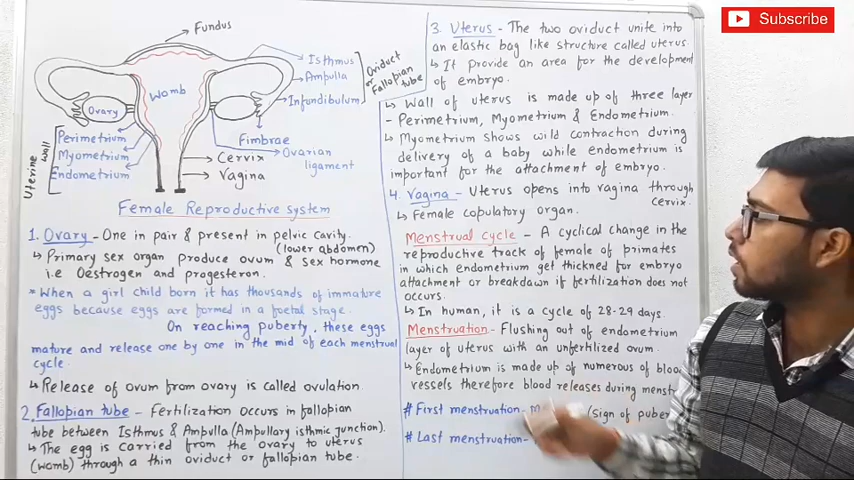 Subscribe
Fundus
Isthmus
Ampulla
Infundibulum
Oviduct
or Fallopian
tube
Womb
Ovary
Fimbrae
Ovarian
ligament
Perimetrium
Myometrium
Endometrium
Uterine wall
Cervix
Vagina
Female Reproductive system
1. Ovary - One in pair & present in pelvic cavity.
(lower abdomen)
↳ Primary sex organ produce ovum & sex hormone
i.e Oestrogen and progesteron.
* When a girl child born it has thousands of immature
eggs because eggs are formed in a foetal stage.
On reaching puberty, these eggs
mature and release one by one in the mid of each menstrual
cycle.
↳ Release of ovum from ovary is called ovulation.
2. Fallopian tube - Fertilization occurs in fallopian
tube between Isthmus & Ampulla (Ampullary isthmic junction).
↳ The egg is carried from the ovary to uterus
(womb) through a thin oviduct or fallopian tube.
3. Uterus - The two oviduct unite into
an elastic bag like structure called uterus.
↳ It provide an area for the development
of embryo.
↳ Wall of uterus is made up of three layer
- Perimetrium, Myometrium & Endometrium.
↳ Myometrium shows wild contraction during
delivery of a baby while endometrium is
important for the attachment of embryo.
4. Vagina - Uterus opens into vagina through
cervix.
↳ Female copulatory organ.
Menstrual cycle - A cyclical change in the
reproductive track of female of primates
in which endometrium get thickned for embryo
attachment or breakdown if fertilization does not
occurs.
↳ In human, it is a cycle of 28-29 days.
Menstruation - Flushing out of endometrium
layer of uterus with an unfertilized ovum.
↳ Endometrium is made up of numerous of blood
vessels therefore blood releases during menst
# First menstruation - (Sign of puber
# Last menstruation -